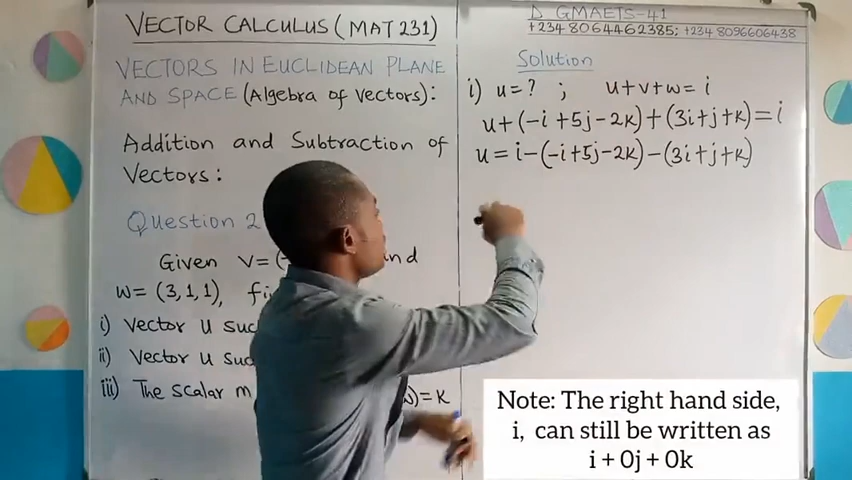 VECTOR CALCULUS (MAT 231)
VECTORS IN EUCLIDEAN PLANE
AND SPACE (Algebra of Vectors):
Addition and Subtraction of
Vectors:
Question 2
Given v = (
and
w = (3, 1, 1), fi
i) Vector u suc
ii) Vector u suc
iii) The scalar m
) = k
D GMAETS-41
+234 8064462385; +234 8096606438
Solution
i) u = ? ; u+v+w = i
u + (-i +5j -2k) + (3i+j+k) = i
u = i - (-i+5j-2k) - (3i+j+k)
Note: The right hand side,
i, can still be written as
i + 0j + 0k